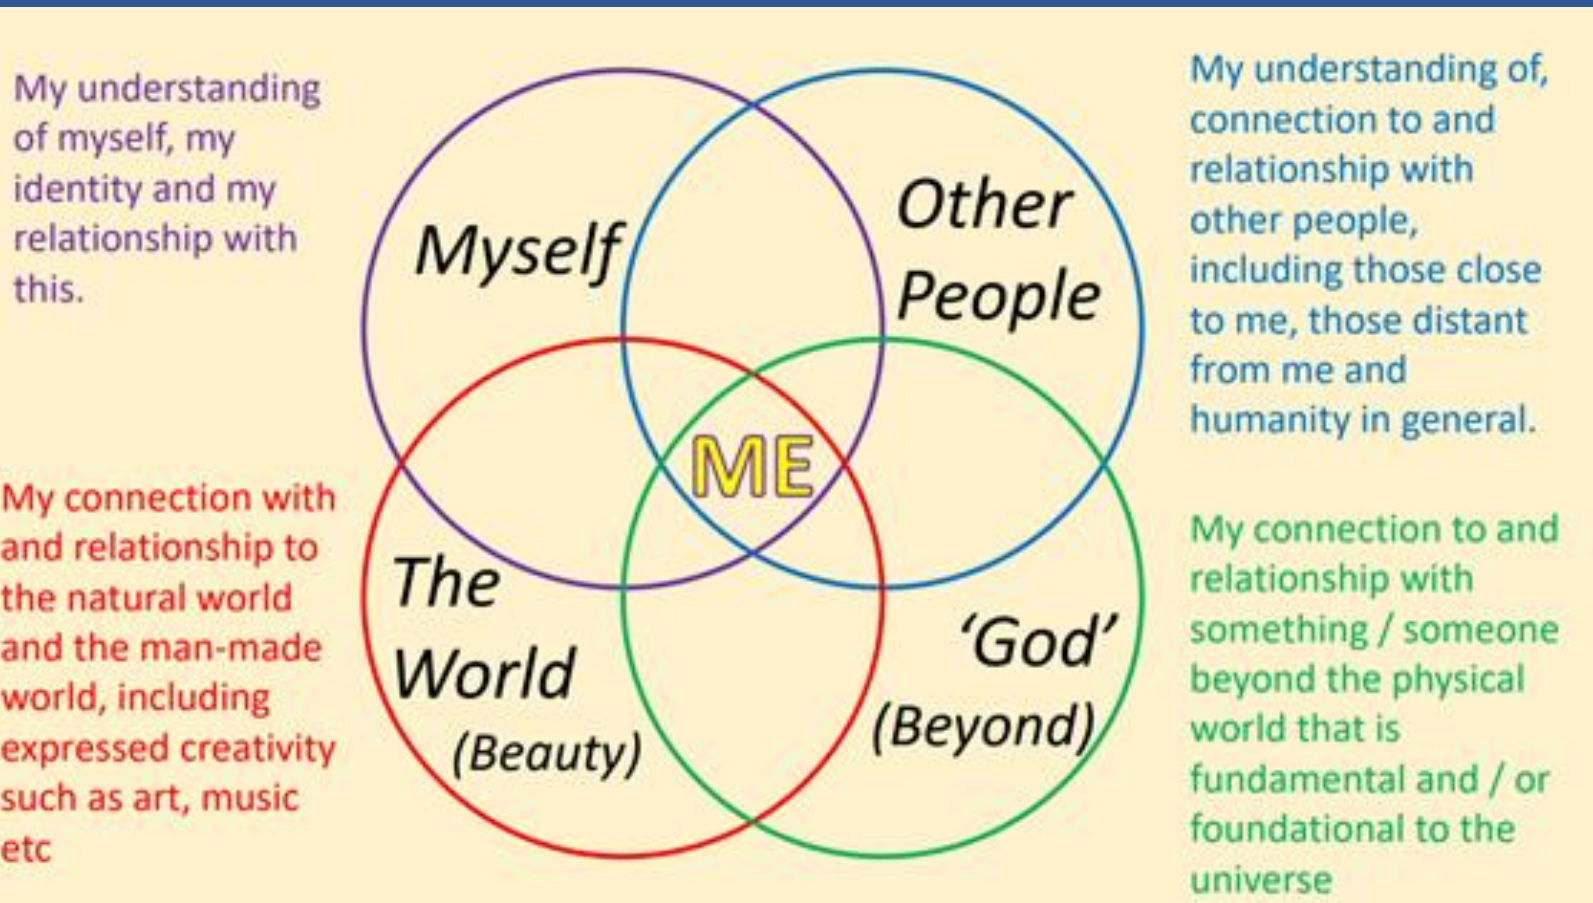 My understanding
of myself, my
identity and my
relationship with
this.
Myself
Other
People
My understanding of,
connection to and
relationship with
other people,
including those close
to me, those distant
from me and
humanity in general.
ME
My connection with
and relationship to
the natural world
and the man-made
world, including
expressed creativity
such as art, music
etc
The
World
(Beauty)
‘God’
(Beyond)
My connection to and
relationship with
something / someone
beyond the physical
world that is
fundamental and / or
foundational to the
universe